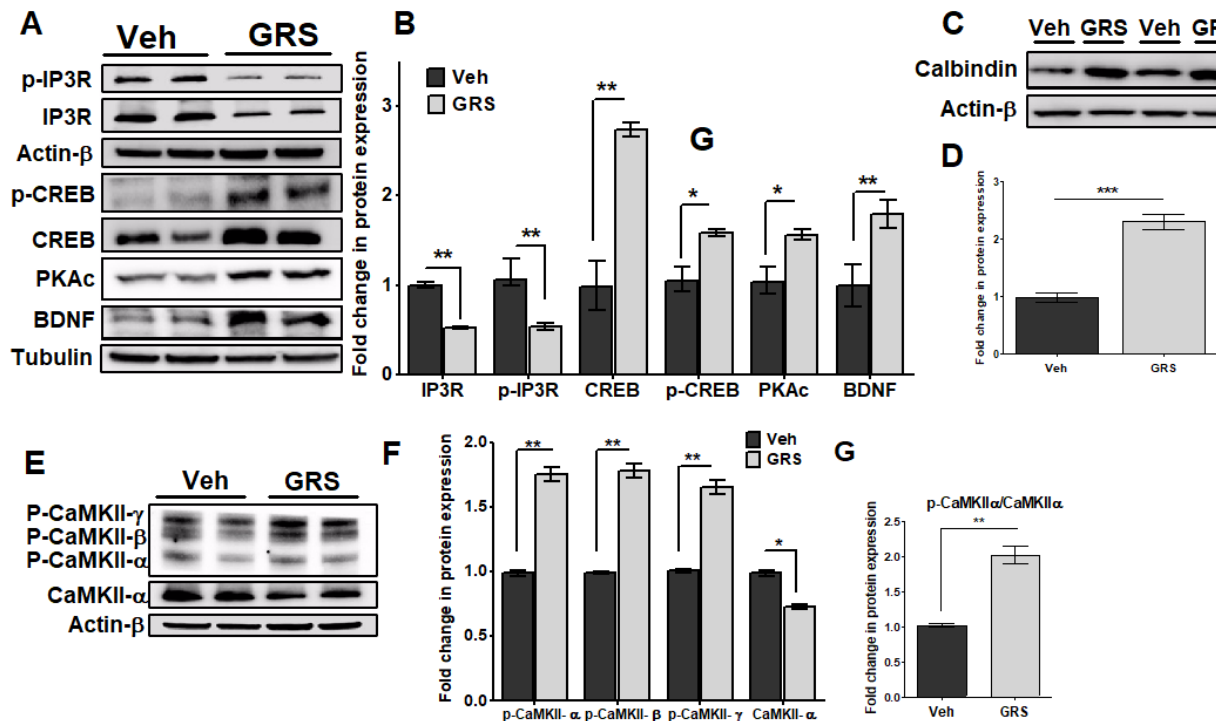 A
Veh GRS
p-IP3R
IP3R
Actin-β
p-CREB
CREB
PKAc
BDNF
Tubulin
B
Fold change in protein expression
Veh
GRS
3
2
1
0
** ** ** * * **
G
IP3R p-IP3R CREB p-CREB PKAc BDNF
C
Veh GRS Veh GR
Calbindin
Actin-β
D
Fold change in protein expression
3
2
1
0
***
Veh GRS
E
Veh GRS
P-CaMKII-γ
P-CaMKII-β
P-CaMKII-α
CaMKII-α
Actin-β
F
Fold change in protein expression
Veh
GRS
2.0
1.5
1.0
0.5
0.0
** ** ** *
p-CaMKII- α p-CaMKII- β p-CaMKII- γ CaMKII- α
G
p-CaMKIIα/CaMKIIα
Fold change in protein expression
2.5
2.0
1.5
1.0
0.5
0.0
**
Veh GRS